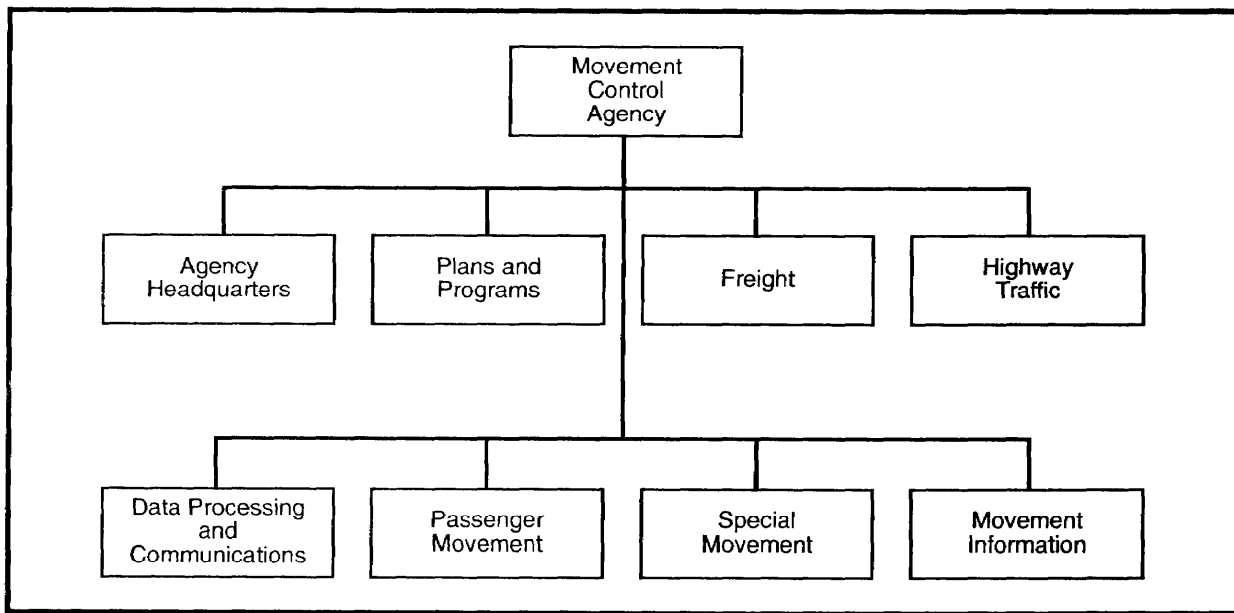 Movement
Control
Agency
Agency
Headquarters
Plans and
Programs
Freight
Highway
Traffic
Data Processing
and
Communications
Passenger
Movement
Special
Movement
Movement
Information